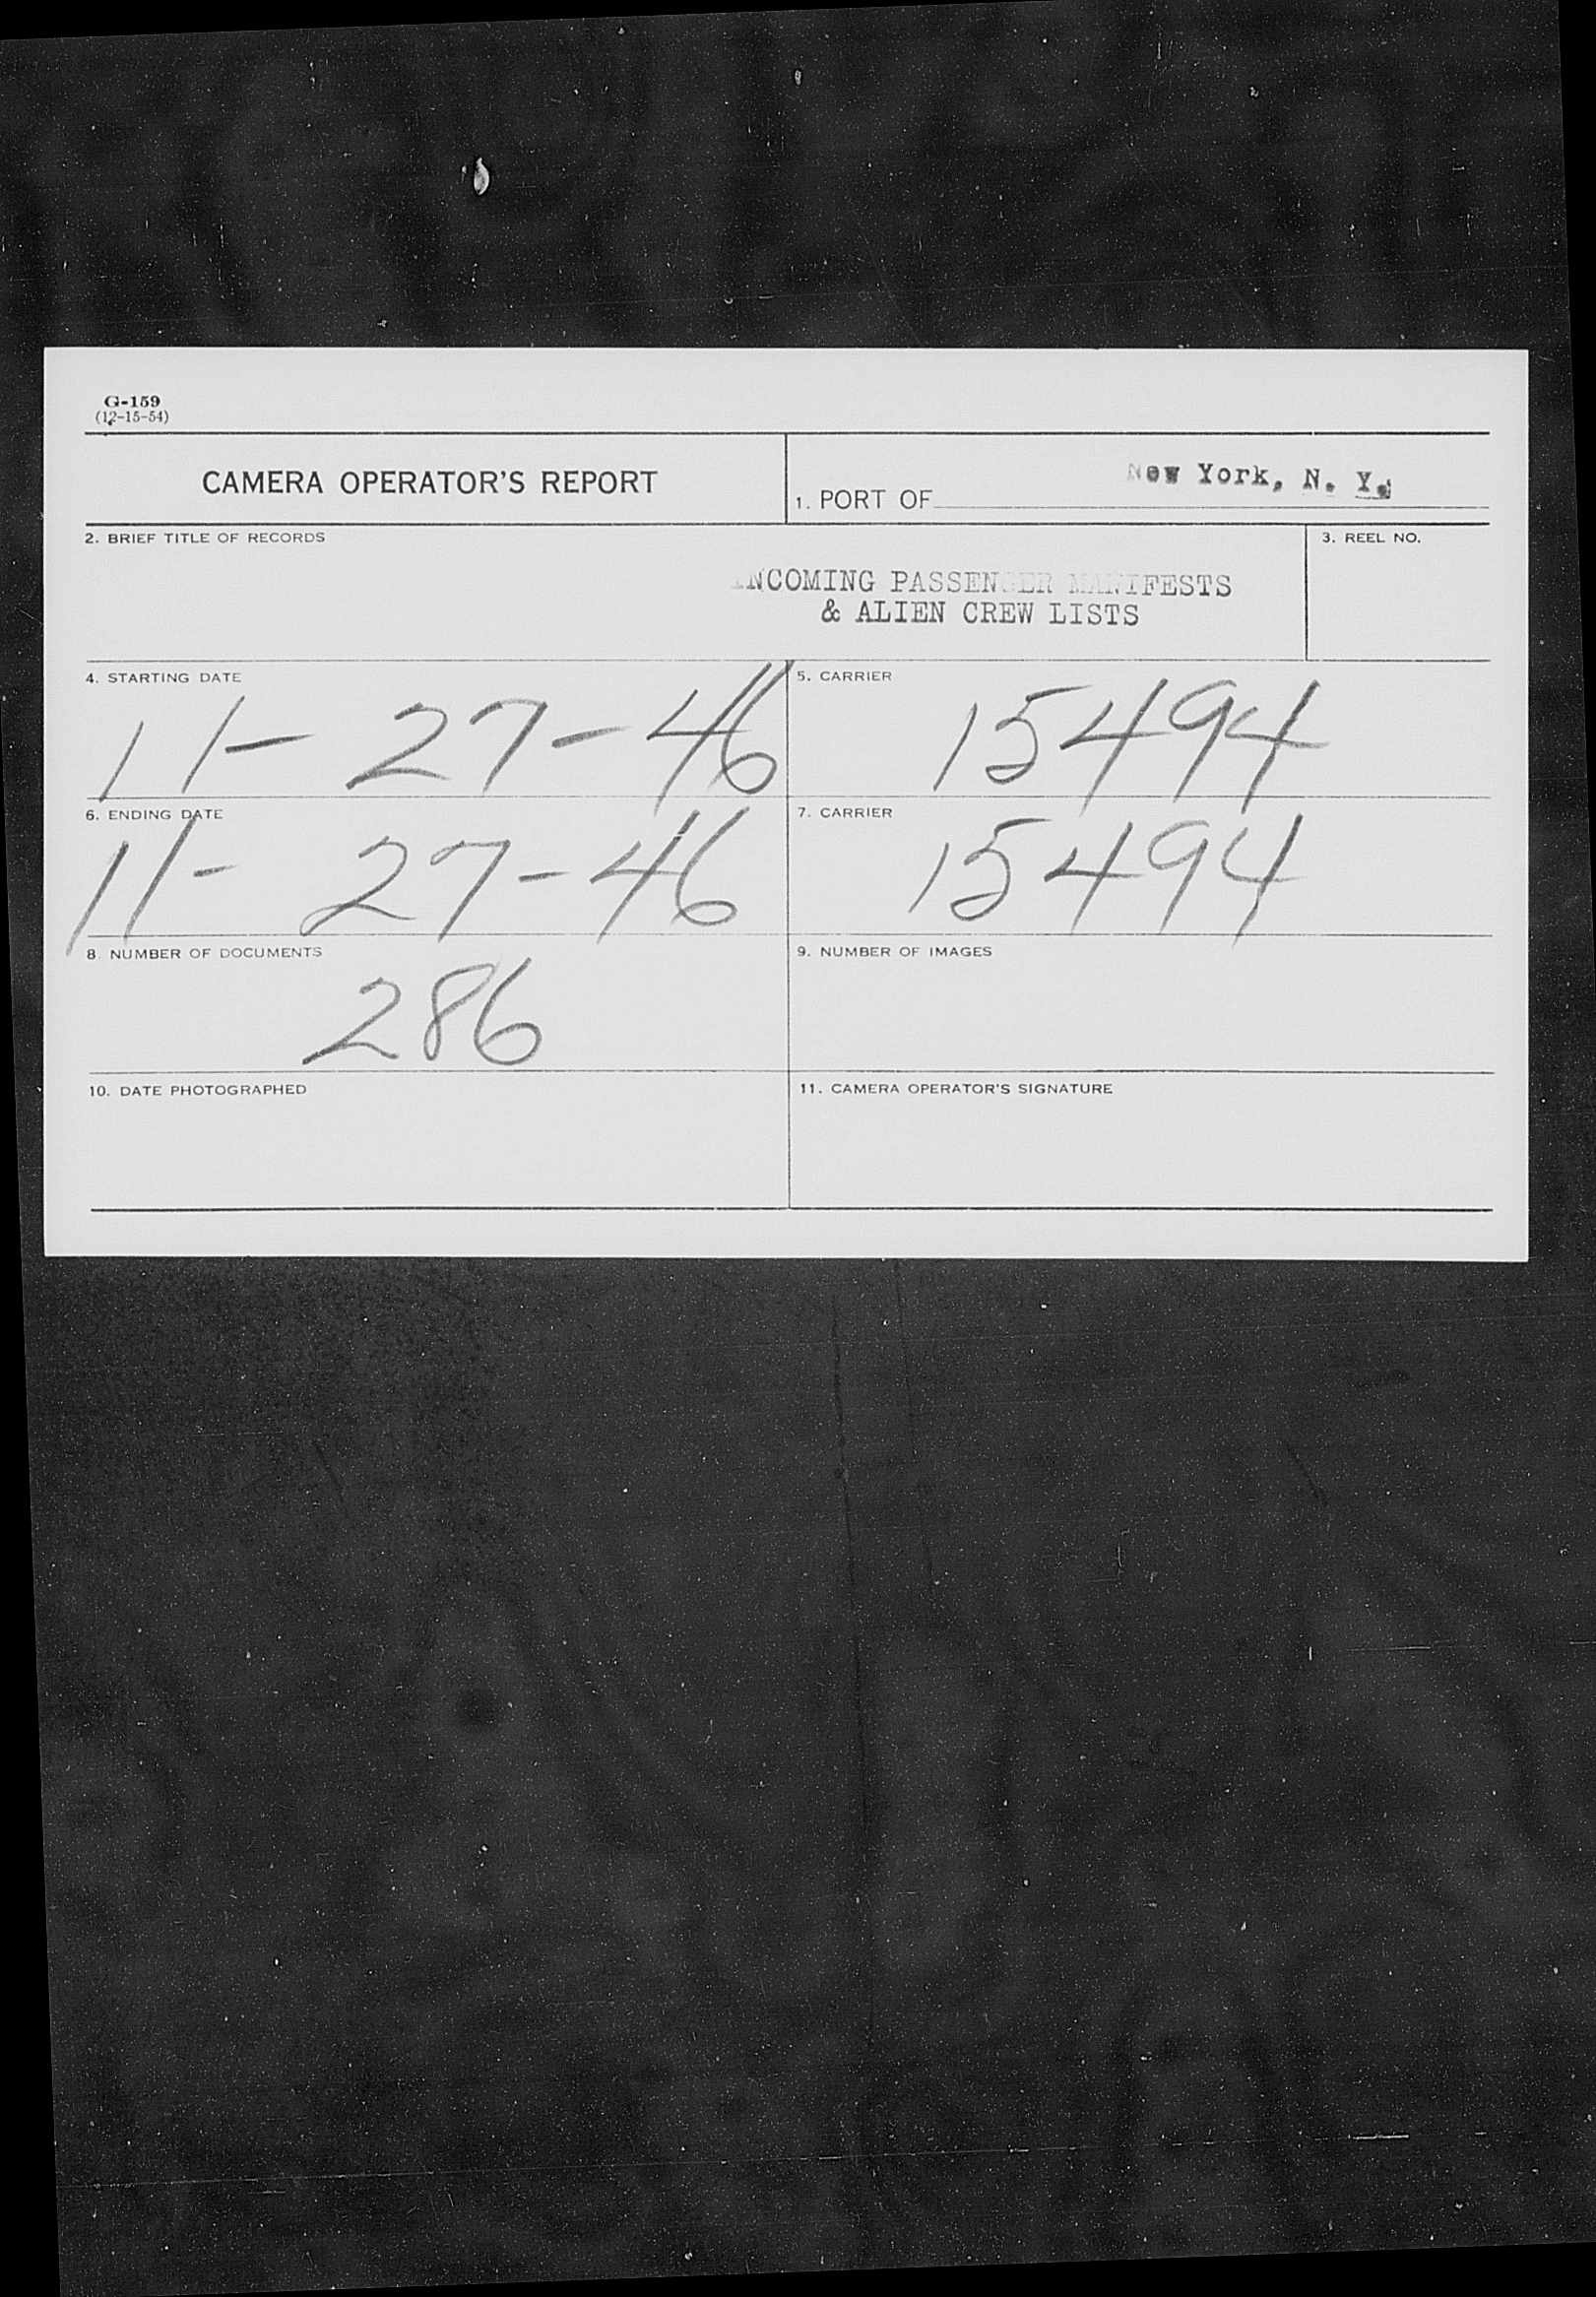 G-159
(12-15-54)
CAMERA OPERATOR'S REPORT
1. PORT OF New York, N. Y.
2. BRIEF TITLE OF RECORDS
3. REEL NO.
INCOMING PASSENGER MANIFESTS
& ALIEN CREW LISTS
4. STARTING DATE
11-27-46
5. CARRIER
15494
6. ENDING DATE
11-27-46
7. CARRIER
15494
8. NUMBER OF DOCUMENTS
286
9. NUMBER OF IMAGES
10. DATE PHOTOGRAPHED
11. CAMERA OPERATOR'S SIGNATURE